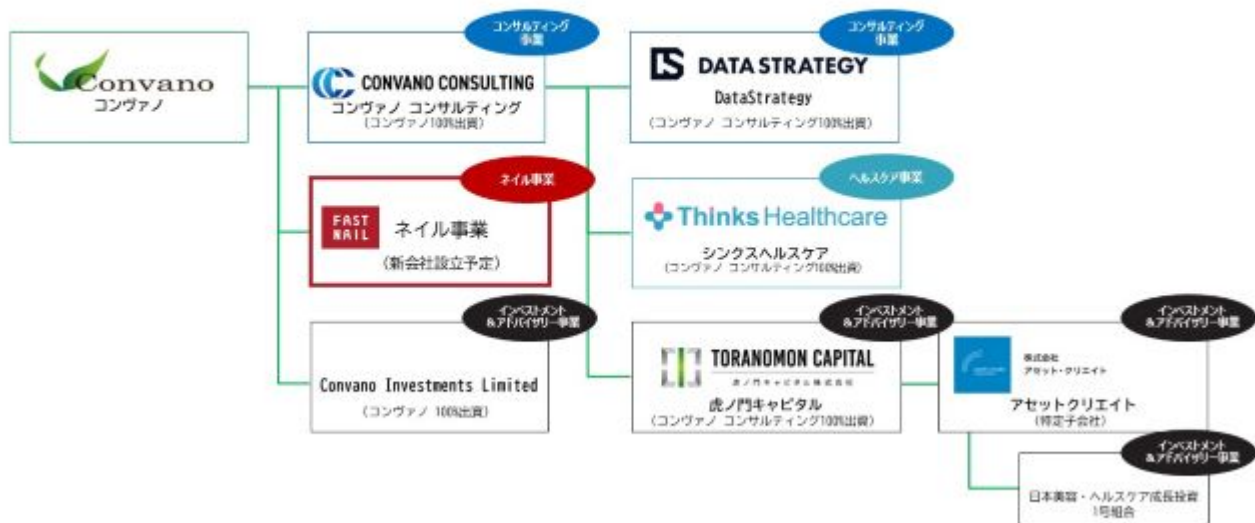 コンサルティング
事業
コンサルティング
事業
Convano
コンヴァノ
CONVANO CONSULTING
コンヴァノ コンサルティング
(コンヴァノ100%出資)
DATA STRATEGY
DataStrategy
(コンヴァノ コンサルティング100%出資)
ネイル事業
ヘルスケア事業
FAST
NAIL
ネイル事業
(新会社設立予定)
Thinks Healthcare
シンクスヘルスケア
(コンヴァノ コンサルティング100%出資)
インベストメント
&アドバイザリー事業
インベストメント
&アドバイザリー事業
インベストメント
&アドバイザリー事業
Convano Investments Limited
(コンヴァノ 100%出資)
TORANOMON CAPITAL
虎ノ門キャピタル株式会社
虎ノ門キャピタル
(コンヴァノ コンサルティング100%出資)
株式会社
アセット・クリエイト
アセットクリエイト
(特定子会社)
インベストメント
&アドバイザリー事業
日本美容・ヘルスケア成長投資
1号組合